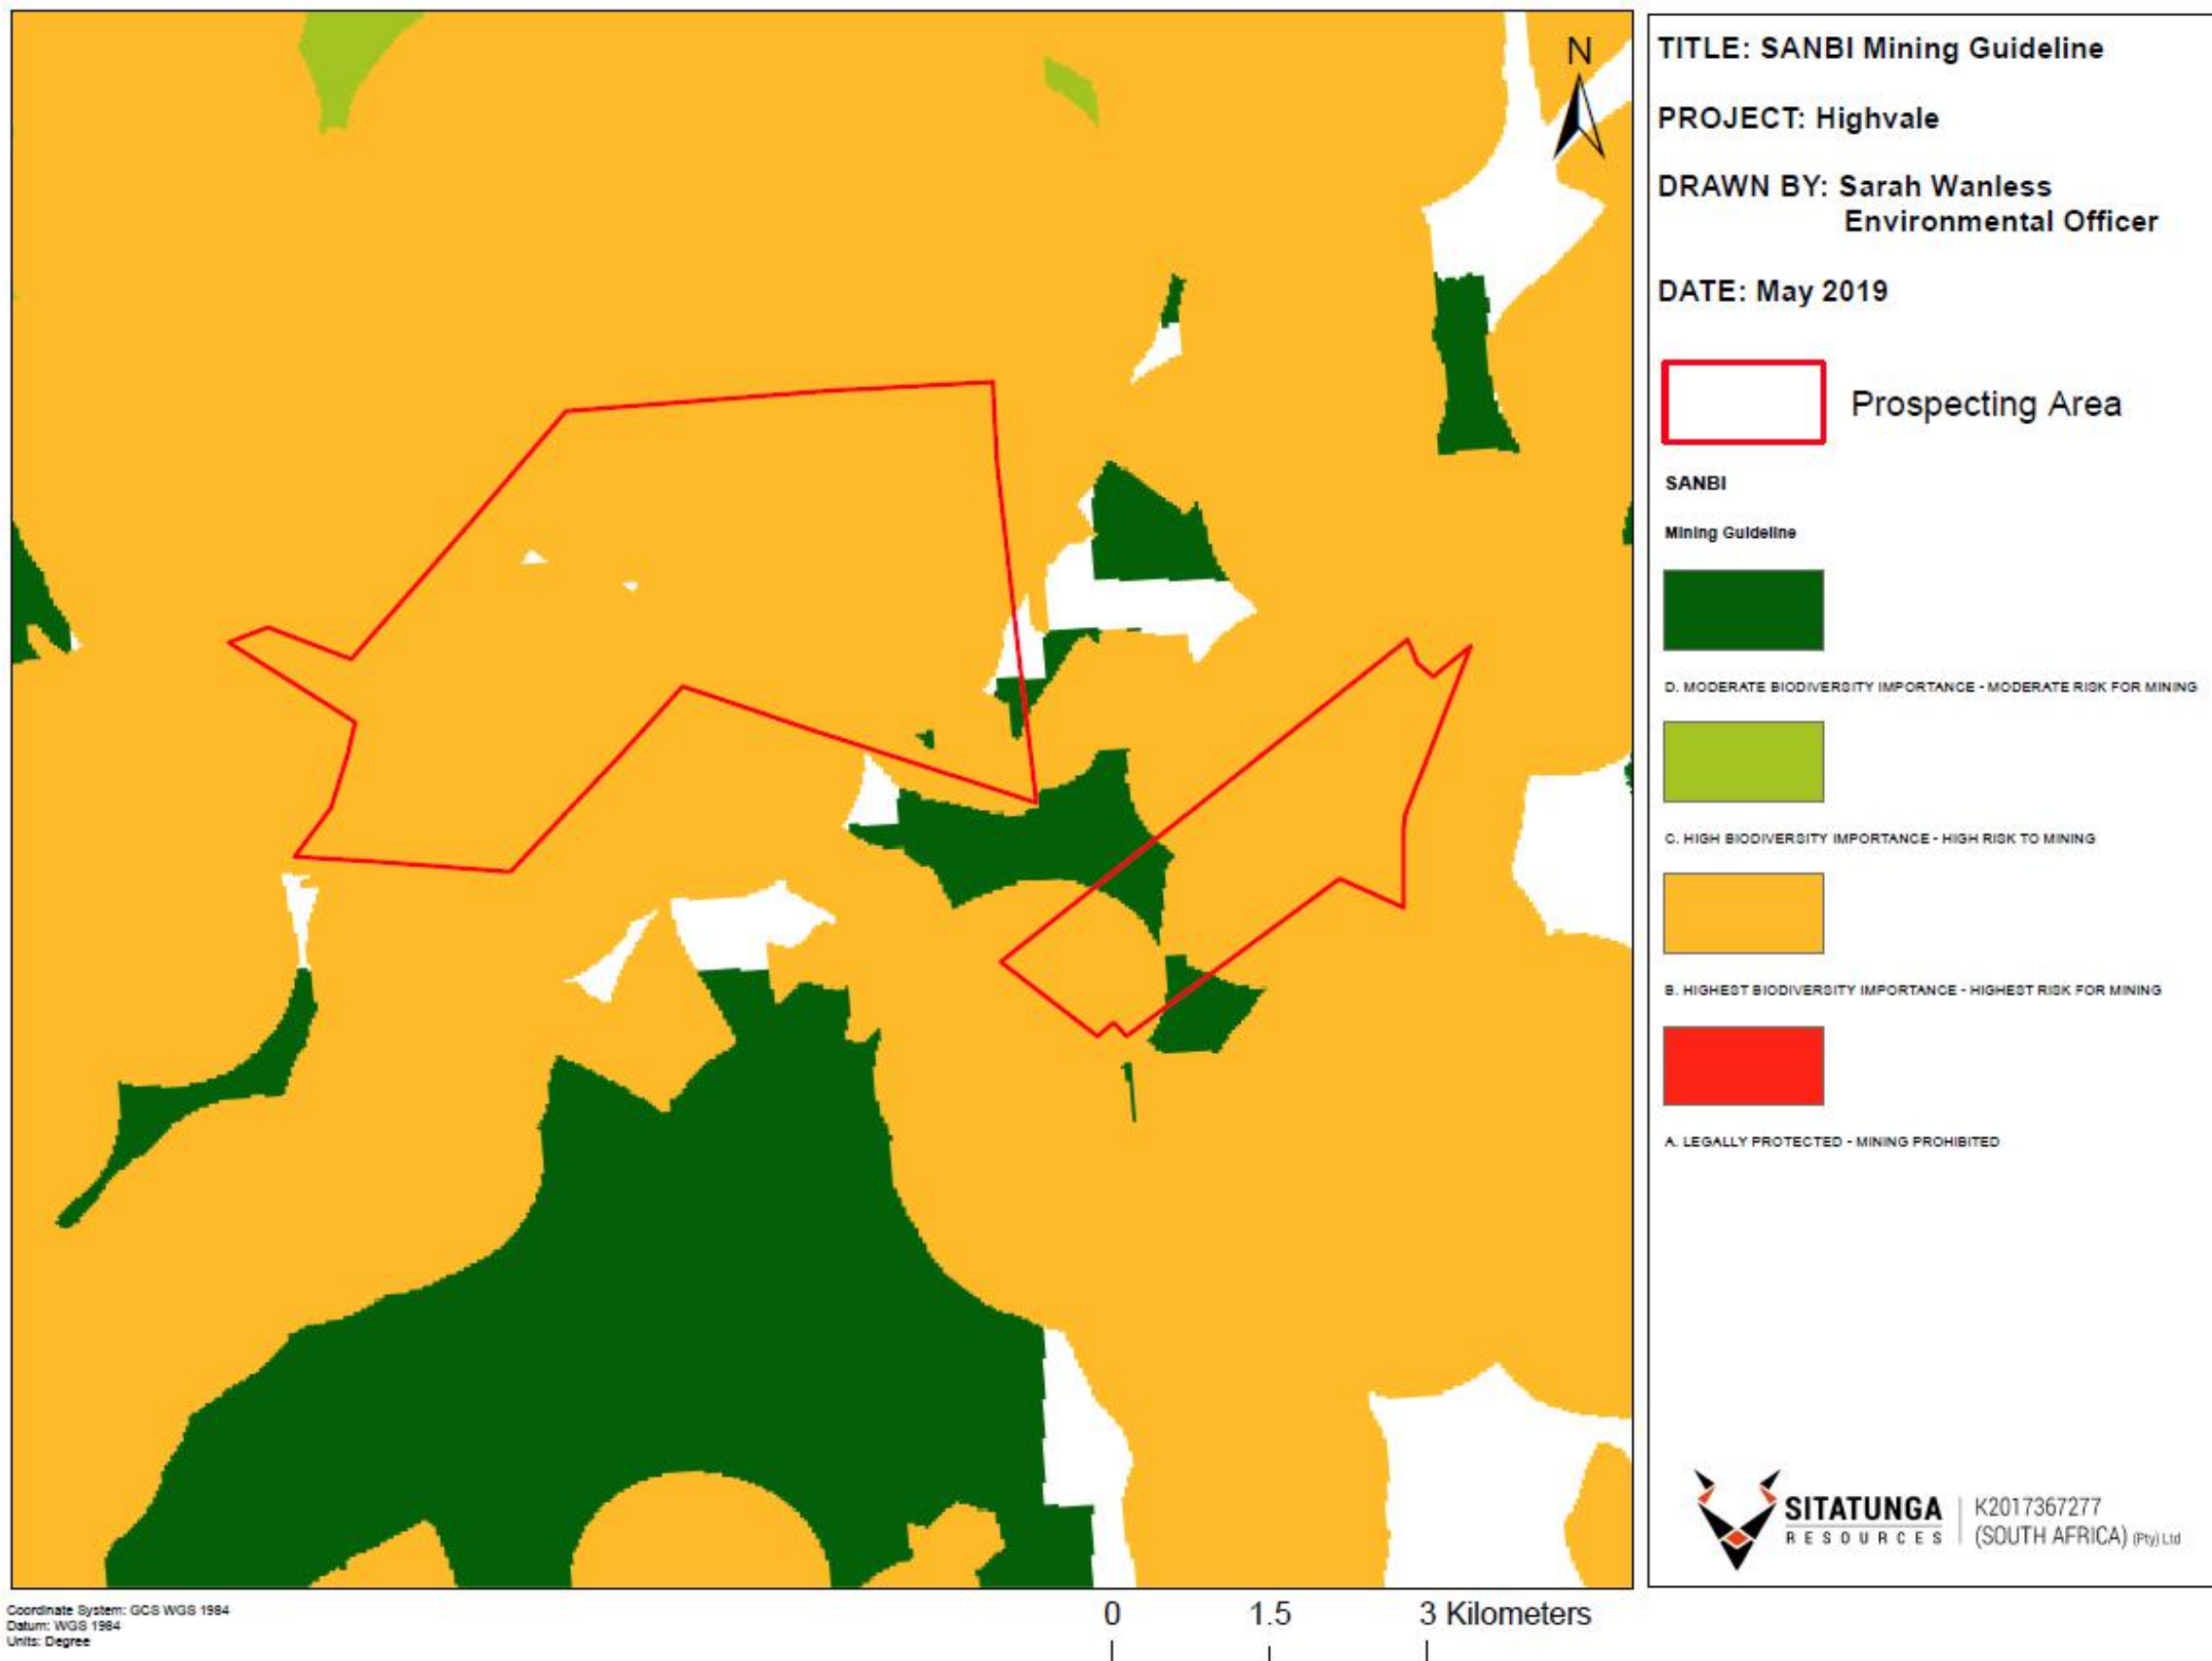 N
TITLE: SANBI Mining Guideline
PROJECT: Highvale
DRAWN BY: Sarah Wanless
Environmental Officer
DATE: May 2019
Prospecting Area
SANBI
Mining Guideline
D. MODERATE BIODIVERSITY IMPORTANCE - MODERATE RISK FOR MINING
C. HIGH BIODIVERSITY IMPORTANCE - HIGH RISK TO MINING
B. HIGHEST BIODIVERSITY IMPORTANCE - HIGHEST RISK FOR MINING
A. LEGALLY PROTECTED - MINING PROHIBITED
SITATUNGA
RESOURCES
K2017367277
(SOUTH AFRICA) (Pty) Ltd
Coordinate System: GCS WGS 1984
Datum: WGS 1984
Units: Degree
0 1.5 3 Kilometers